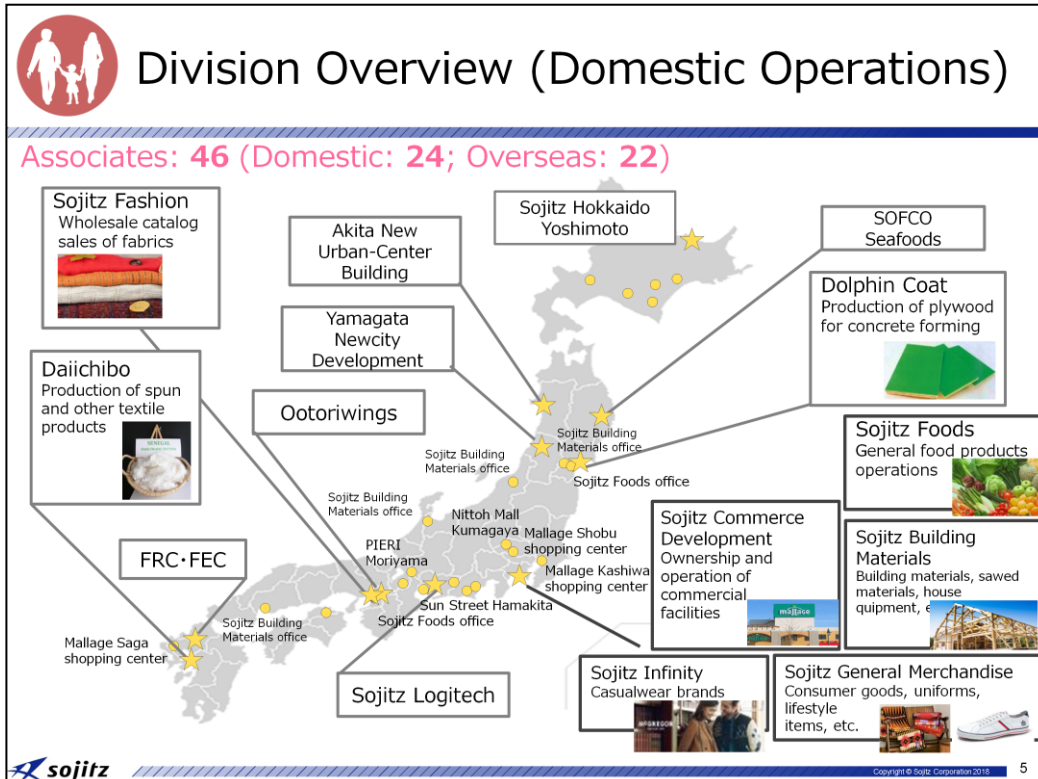 Division Overview (Domestic Operations)
Associates: 46 (Domestic: 24; Overseas: 22)
Sojitz Fashion
Wholesale catalog
sales of fabrics
Akita New
Urban-Center
Building
Sojitz Hokkaido
Yoshimoto
SOFCO
Seafoods
Dolphin Coat
Production of plywood
for concrete forming
Yamagata
Newcity
Development
Daiichibo
Production of spun
and other textile
products
SENEGAL
Ootoriwings
Sojitz Building
Materials office
Sojitz Building
Materials office
Sojitz Foods office
Sojitz Foods
General food products
operations
Sojitz Building
Materials office
Nittoh Mall
Kumagaya
Mallage Shobu
shopping center
PIERI
Moriyama
Mallage Kashiwa
shopping center
Sojitz Commerce
Development
Ownership and
operation of
commercial
facilities
mallage
Sojitz Building
Materials
Building materials, sawed
materials, house
quipment, e
FRC・FEC
Sun Street Hamakita
Sojitz Foods office
Sojitz Building
Materials office
Mallage Saga
shopping center
Sojitz Logitech
Sojitz Infinity
Casualwear brands
McGREGOR
Sojitz General Merchandise
Consumer goods, uniforms,
lifestyle
items, etc.
sojitz
Copyright © Sojitz Corporation 2018
5